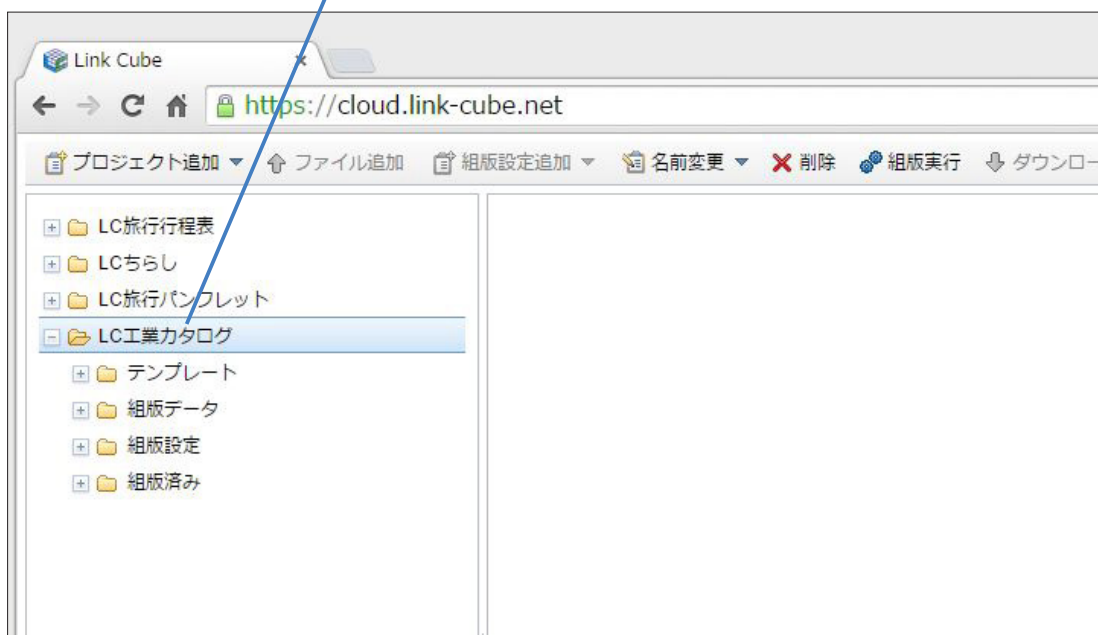 Link Cube
https://cloud.link-cube.net
プロジェクト追加 ファイル追加 組版設定追加 名前変更 削除 組版実行 ダウンロー
LC旅行行程表
LCちらし
LC旅行パンフレット
LC工業カタログ
テンプレート
組版データ
組版設定
組版済み